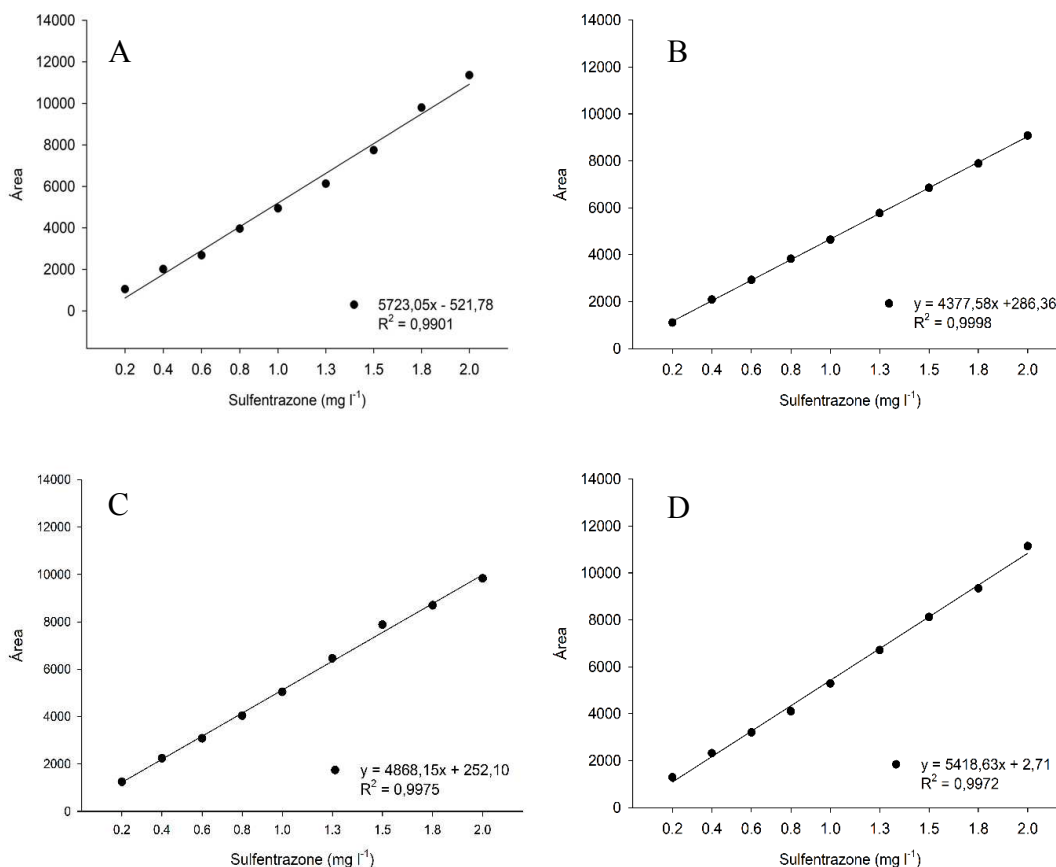 A
14000
12000
10000
8000
6000
4000
2000
0
Área
5723,05x - 521,78
R² = 0,9901
0.2 0.4 0.6 0.8 1.0 1.3 1.5 1.8 2.0
Sulfentrazone (mg l⁻¹)
B
14000
12000
10000
8000
6000
4000
2000
0
Área
y = 4377,58x +286,36
R² = 0,9998
0.2 0.4 0.6 0.8 1.0 1.3 1.5 1.8 2.0
Sulfentrazone (mg l⁻¹)
C
14000
12000
10000
8000
6000
4000
2000
0
Área
y = 4868,15x + 252,10
R² = 0,9975
0.2 0.4 0.6 0.8 1.0 1.3 1.5 1.8 2.0
Sulfentrazone (mg l⁻¹)
D
14000
12000
10000
8000
6000
4000
2000
0
Área
y = 5418,63x + 2,71
R² = 0,9972
0.2 0.4 0.6 0.8 1.0 1.3 1.5 1.8 2.0
Sulfentrazone (mg l⁻¹)